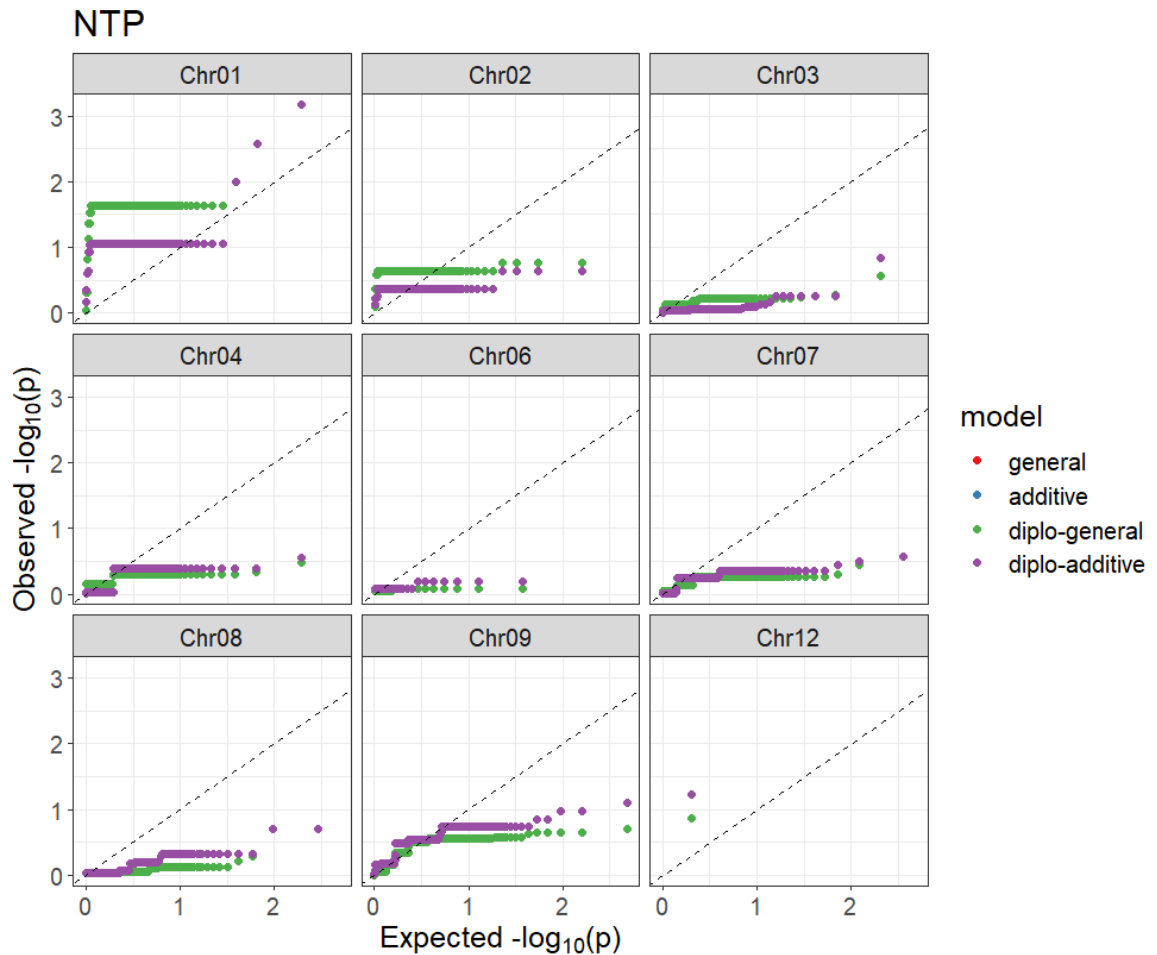 NTP
Chr01 Chr02 Chr03
3
2
1
0
Chr04 Chr06 Chr07
3
2
1
0
Chr08 Chr09 Chr12
3
2
1
0
0 1 2 0 1 2 0 1 2
Expected -log10(p)
Observed -log10(p)
model
general
additive
diplo-general
diplo-additive